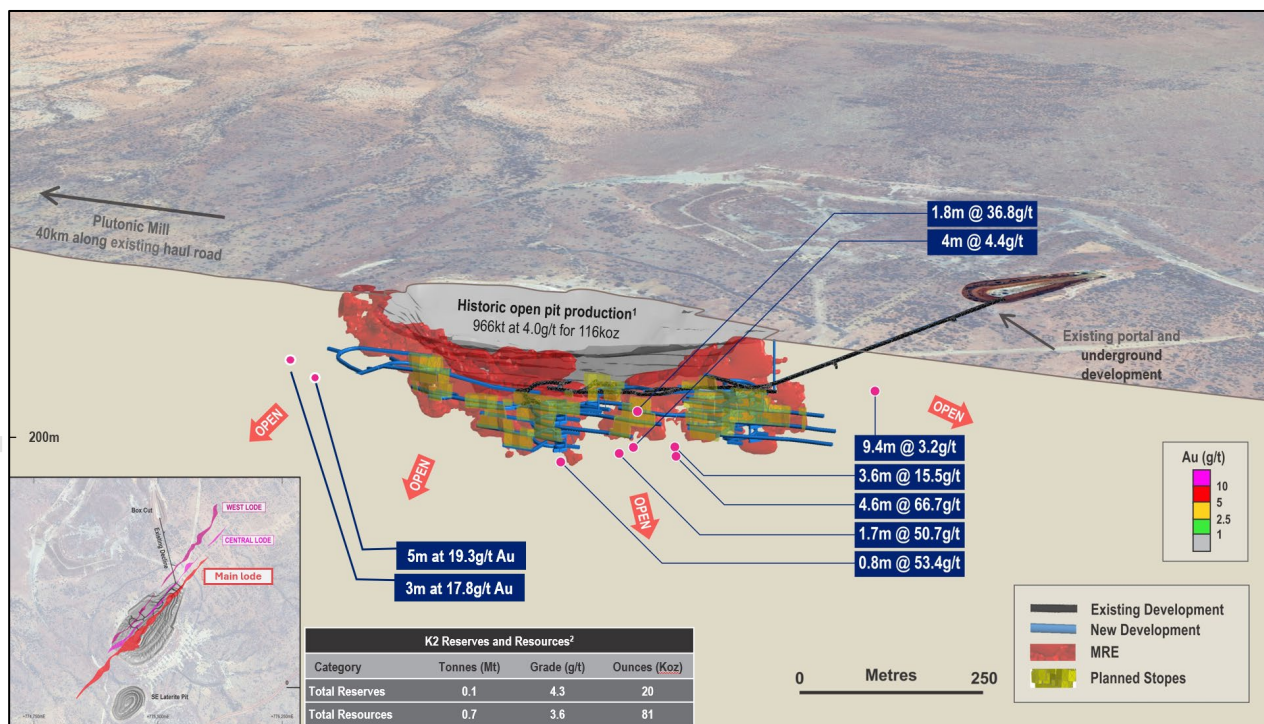 Plutonic Mill
40km along existing haul road
1.8m @ 36.8g/t
4m @ 4.4g/t
Historic open pit production¹
966kt at 4.0g/t for 116koz
Existing portal and
underground
development
OPEN
OPEN
OPEN
OPEN
200m
9.4m @ 3.2g/t
3.6m @ 15.5g/t
4.6m @ 66.7g/t
1.7m @ 50.7g/t
0.8m @ 53.4g/t
5m at 19.3g/t Au
3m at 17.8g/t Au
Au (g/t)
10
5
2.5
1
Box Cut
WEST LODE
CENTRAL LODE
Existing Decline
Main lode
SE Laterite Pit
0
K2 Reserves and Resources²
Category Tonnes (Mt) Grade (g/t) Ounces (Koz)
Total Reserves 0.1 4.3 20
Total Resources 0.7 3.6 81
Metres
0 250
Existing Development
New Development
MRE
Planned Stopes